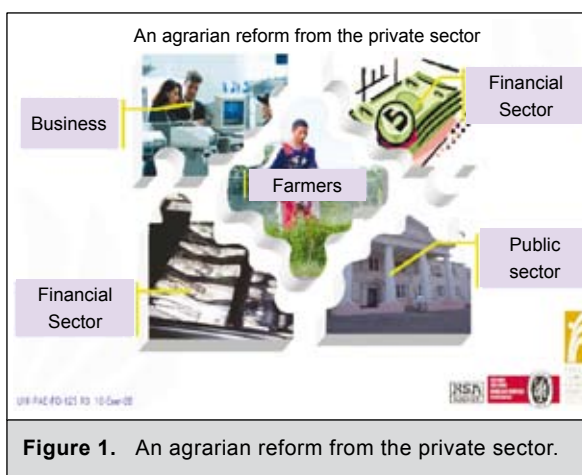 An agrarian reform from the private sector
Financial
Sector
Business
Farmers
Public
sector
Financial
Sector
Figure 1. An agrarian reform from the private sector.